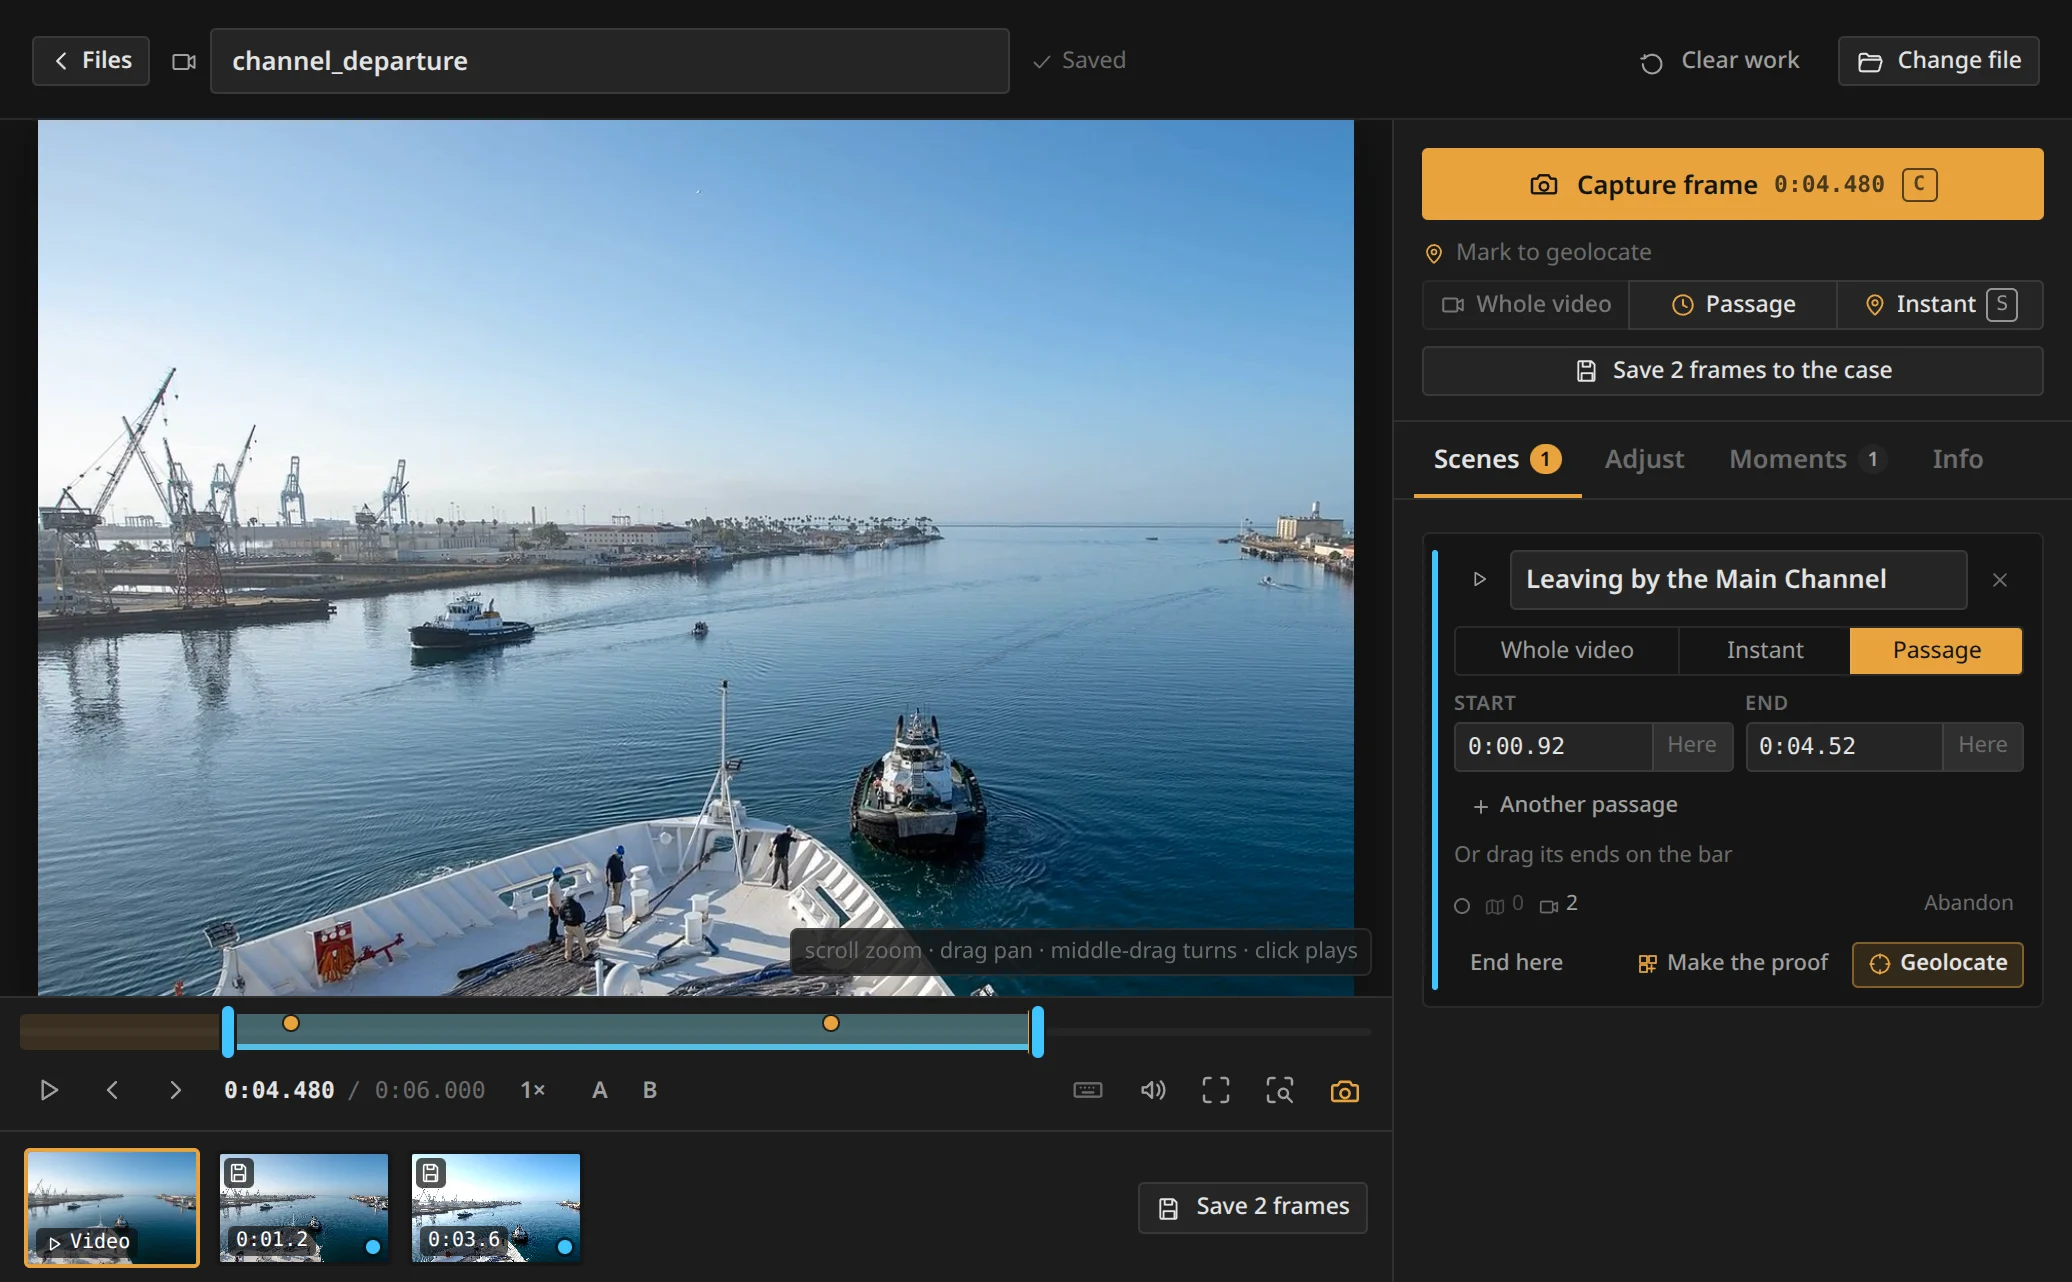 Files
channel_departure
Saved
Clear work
Change file
Capture frame 0:04.480 C
Mark to geolocate
Whole video
Passage
Instant S
Save 2 frames to the case
Scenes 1
Adjust
Moments 1
Info
Leaving by the Main Channel
Whole video
Instant
Passage
START
END
0:00.92 Here
0:04.52 Here
+ Another passage
Or drag its ends on the bar
0 2
Abandon
End here
Make the proof
Geolocate
scroll zoom · drag pan · middle-drag turns · click plays
0:04.480 / 0:06.000
1×
A
B
Video
0:01.2
0:03.6
Save 2 frames